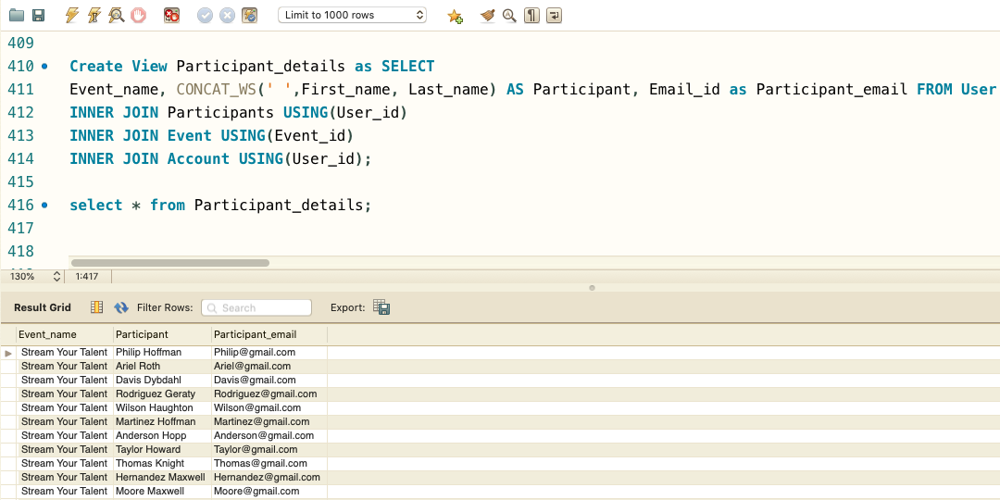 Limit to 1000 rows
409
410 Create View Participant_details as SELECT
411 Event_name, CONCAT_WS(' ',First_name, Last_name) AS Participant, Email_id as Participant_email FROM User
412 INNER JOIN Participants USING(User_id)
413 INNER JOIN Event USING(Event_id)
414 INNER JOIN Account USING(User_id);
415
416 select * from Participant_details;
417
418
130% 1:417
Result Grid Filter Rows: Search Export:
Event_name Participant Participant_email
Stream Your Talent Philip Hoffman Philip@gmail.com
Stream Your Talent Ariel Roth Ariel@gmail.com
Stream Your Talent Davis Dybdahl Davis@gmail.com
Stream Your Talent Rodriguez Geraty Rodriguez@gmail.com
Stream Your Talent Wilson Haughton Wilson@gmail.com
Stream Your Talent Martinez Hoffman Martinez@gmail.com
Stream Your Talent Anderson Hopp Anderson@gmail.com
Stream Your Talent Taylor Howard Taylor@gmail.com
Stream Your Talent Thomas Knight Thomas@gmail.com
Stream Your Talent Hernandez Maxwell Hernandez@gmail.com
Stream Your Talent Moore Maxwell Moore@gmail.com